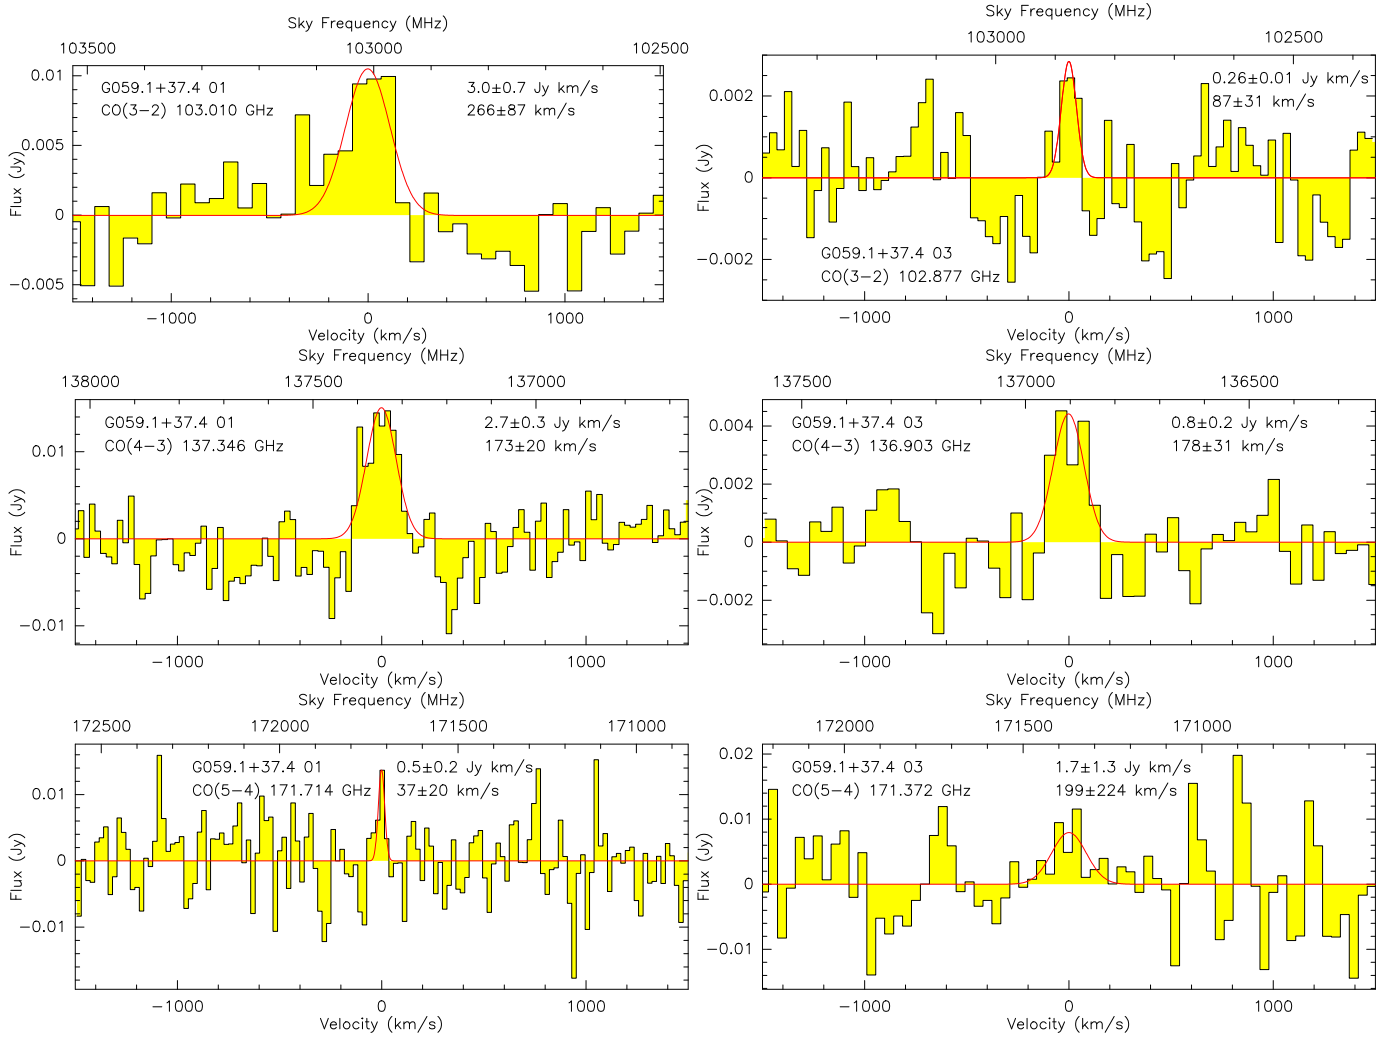 Sky Frequency (MHz)
103500 103000 102500
G059.1+37.4 01 3.0±0.7 Jy km/s
CO(3−2) 103.010 GHz 266±87 km/s
Flux (Jy)
0.01
0.005
0
−0.005
−1000 0 1000
Velocity (km/s)
Sky Frequency (MHz)
103000 102500
0.26±0.01 Jy km/s
87±31 km/s
Flux (Jy)
0.002
0
−0.002
G059.1+37.4 03
CO(3−2) 102.877 GHz
−1000 0 1000
Velocity (km/s)
Sky Frequency (MHz)
138000 137500 137000
G059.1+37.4 01 2.7±0.3 Jy km/s
CO(4−3) 137.346 GHz 173±20 km/s
Flux (Jy)
0.01
0
−0.01
−1000 0 1000
Velocity (km/s)
Sky Frequency (MHz)
137500 137000 136500
G059.1+37.4 03 0.8±0.2 Jy km/s
CO(4−3) 136.903 GHz 178±31 km/s
Flux (Jy)
0.004
0.002
0
−0.002
−1000 0 1000
Velocity (km/s)
Sky Frequency (MHz)
172500 172000 171500 171000
G059.1+37.4 01 0.5±0.2 Jy km/s
CO(5−4) 171.714 GHz 37±20 km/s
Flux (Jy)
0.01
0
−0.01
−1000 0 1000
Velocity (km/s)
Sky Frequency (MHz)
172000 171500 171000
G059.1+37.4 03 1.7±1.3 Jy km/s
CO(5−4) 171.372 GHz 199±224 km/s
Flux (Jy)
0.02
0.01
0
−0.01
−1000 0 1000
Velocity (km/s)